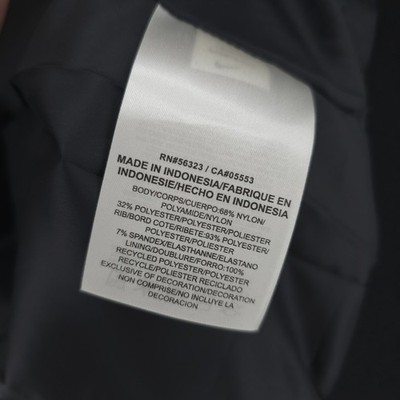 RN#56323 / CA#05553
MADE IN INDONESIA/FABRIQUE EN
INDONESIE/HECHO EN INDONESIA
BODY/CORPS/CUERPO:68% NYLON/
POLYAMIDE/NYLON
32% POLYESTER/POLYESTER/POLIESTER
RIB/BORD COTE/RIBETE:93% POLYESTER/
POLYESTER/POLIESTER
7% SPANDEX/ELASTHANNE/ELASTANO
LINING/DOUBLURE/FORRO:100%
RECYCLED POLYESTER/POLYESTER
RECYCLE/POLIESTER RECICLADO
EXCLUSIVE OF DECORATION/DECORATION
NON COMPRISE/NO INCLUYE LA
DECORACION